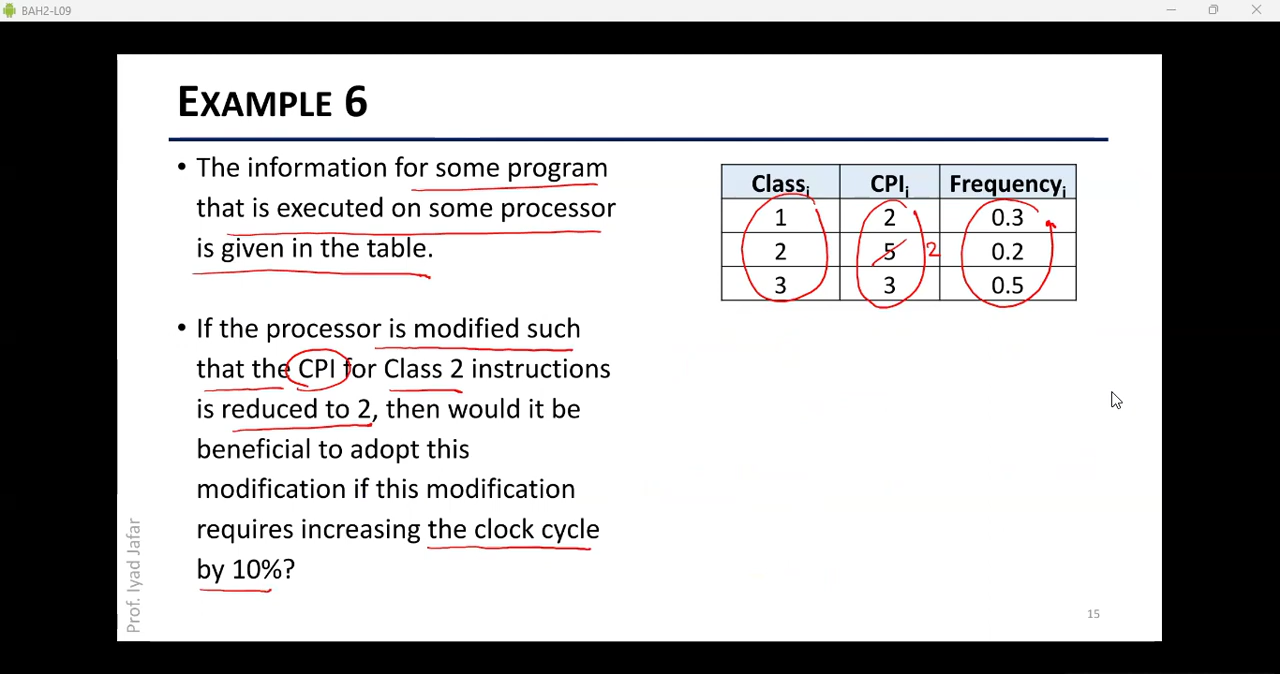 BAH2-L09
EXAMPLE 6
• The information for some program
that is executed on some processor
is given in the table.
Classi CPIi Frequencyi
1 2 0.3
2 5 2 0.2
3 3 0.5
• If the processor is modified such
that the CPI for Class 2 instructions
is reduced to 2, then would it be
beneficial to adopt this
modification if this modification
requires increasing the clock cycle
by 10%?
Prof. Iyad Jafar
15